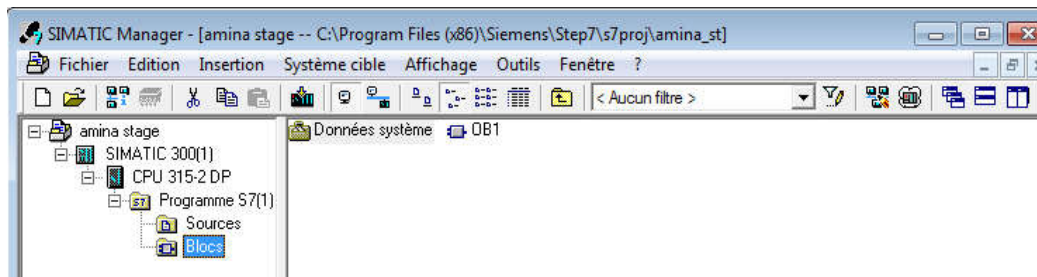 SIMATIC Manager - [amina stage -- C:\Program Files (x86)\Siemens\Step7\s7proj\amina_st]
Fichier Edition Insertion Système cible Affichage Outils Fenêtre ?
< Aucun filtre >
amina stage
Données système OB1
SIMATIC 300(1)
CPU 315-2 DP
S7 Programme S7(1)
Sources
Blocs